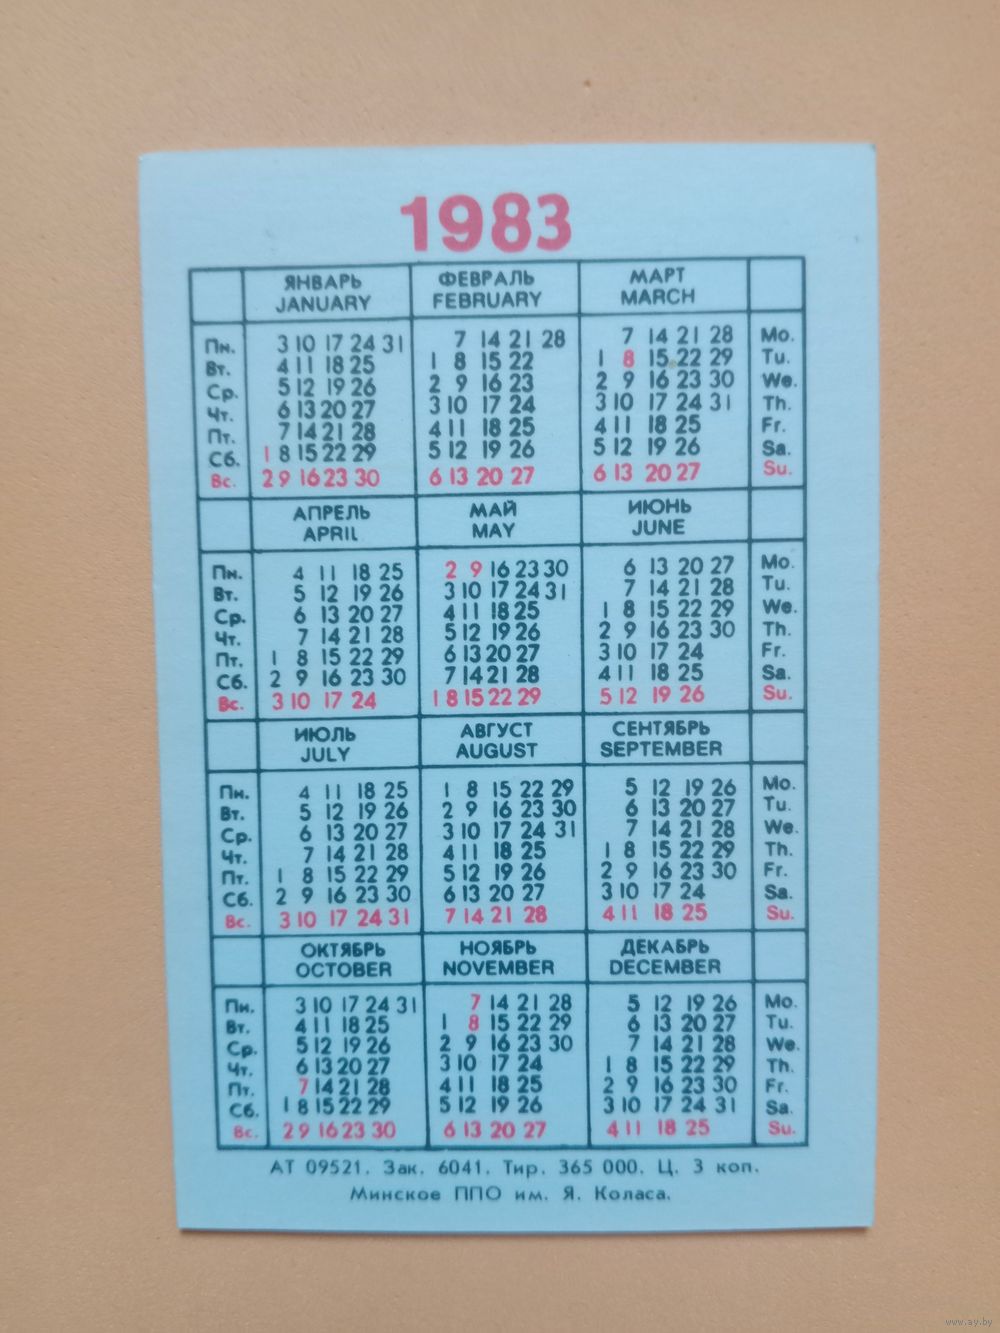 1983
ЯНВАРЬ ФЕВРАЛЬ МАРТ
JANUARY FEBRUARY MARCH
Пн. 3 10 17 24 31 7 14 21 28 7 14 21 28 Mo.
Вт. 4 11 18 25 1 8 15 22 1 8 15 22 29 Tu.
Ср. 5 12 19 26 2 9 16 23 2 9 16 23 30 We.
Чт. 6 13 20 27 3 10 17 24 3 10 17 24 31 Th.
Пт. 7 14 21 28 4 11 18 25 4 11 18 25 Fr.
Сб. 1 8 15 22 29 5 12 19 26 5 12 19 26 Sa.
Вс. 2 9 16 23 30 6 13 20 27 6 13 20 27 Su.
АПРЕЛЬ МАЙ ИЮНЬ
APRIL MAY JUNE
Пн. 4 11 18 25 2 9 16 23 30 6 13 20 27 Mo.
Вт. 5 12 19 26 3 10 17 24 31 7 14 21 28 Tu.
Ср. 6 13 20 27 4 11 18 25 1 8 15 22 29 We.
Чт. 7 14 21 28 5 12 19 26 2 9 16 23 30 Th.
Пт. 1 8 15 22 29 6 13 20 27 3 10 17 24 Fr.
Сб. 2 9 16 23 30 7 14 21 28 4 11 18 25 Sa.
Вс. 3 10 17 24 1 8 15 22 29 5 12 19 26 Su.
ИЮЛЬ АВГУСТ СЕНТЯБРЬ
JULY AUGUST SEPTEMBER
Пн. 4 11 18 25 1 8 15 22 29 5 12 19 26 Mo.
Вт. 5 12 19 26 2 9 16 23 30 6 13 20 27 Tu.
Ср. 6 13 20 27 3 10 17 24 31 7 14 21 28 We.
Чт. 7 14 21 28 4 11 18 25 1 8 15 22 29 Th.
Пт. 1 8 15 22 29 5 12 19 26 2 9 16 23 30 Fr.
Сб. 2 9 16 23 30 6 13 20 27 3 10 17 24 Sa.
Вс. 3 10 17 24 31 7 14 21 28 4 11 18 25 Su.
ОКТЯБРЬ НОЯБРЬ ДЕКАБРЬ
OCTOBER NOVEMBER DECEMBER
Пн. 3 10 17 24 31 7 14 21 28 5 12 19 26 Mo.
Вт. 4 11 18 25 1 8 15 22 29 6 13 20 27 Tu.
Ср. 5 12 19 26 2 9 16 23 30 7 14 21 28 We.
Чт. 6 13 20 27 3 10 17 24 1 8 15 22 29 Th.
Пт. 7 14 21 28 4 11 18 25 2 9 16 23 30 Fr.
Сб. 1 8 15 22 29 5 12 19 26 3 10 17 24 31 Sa.
Вс. 2 9 16 23 30 6 13 20 27 4 11 18 25 Su.
АТ 09521. Зак. 6041. Тир. 365 000. Ц. 3 коп.
Минское ППО им. Я. Коласа.
www.ay.by